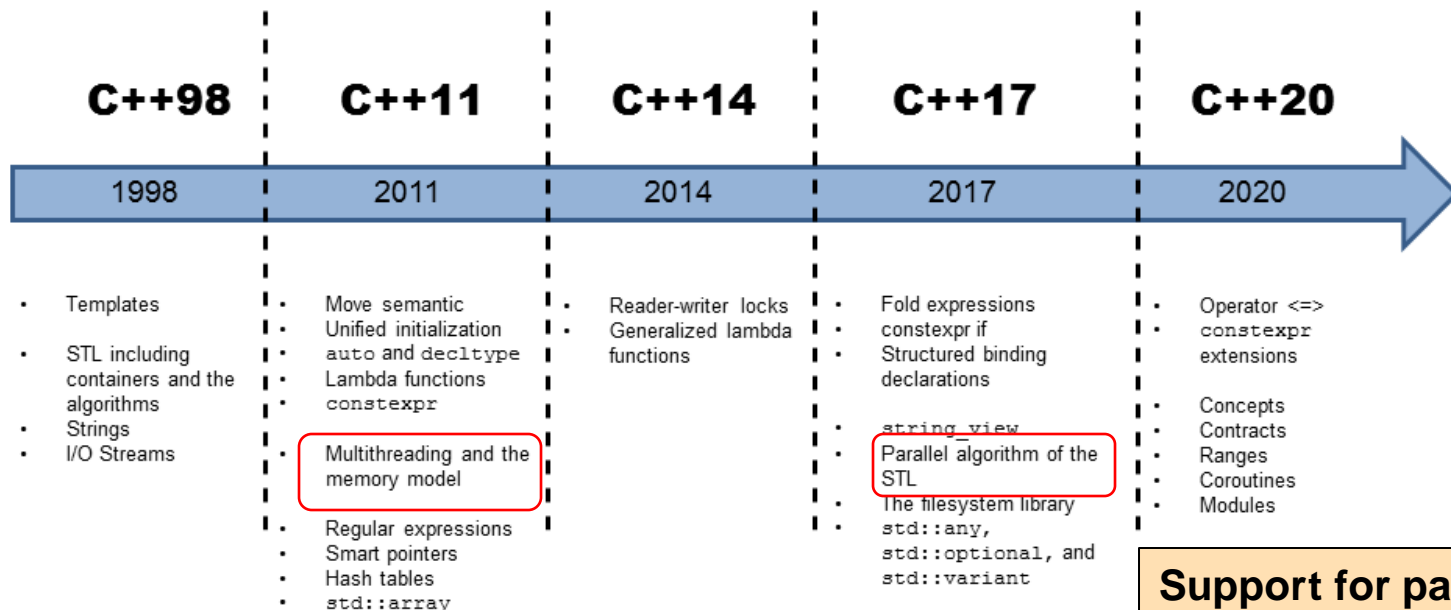 C++98
C++11
C++14
C++17
C++20
1998
2011
2014
2017
2020
• Templates
• STL including
containers and the
algorithms
• Strings
• I/O Streams
• Move semantic
• Unified initialization
• auto and decltype
• Lambda functions
• constexpr
• Multithreading and the
memory model
• Regular expressions
• Smart pointers
• Hash tables
• std::array
• Reader-writer locks
• Generalized lambda
functions
• Fold expressions
• constexpr if
• Structured binding
declarations
• string_view
• Parallel algorithm of the
STL
• The filesystem library
• std::any,
std::optional, and
std::variant
• Operator <=>
• constexpr
extensions
• Concepts
• Contracts
• Ranges
• Coroutines
• Modules
Support for pa